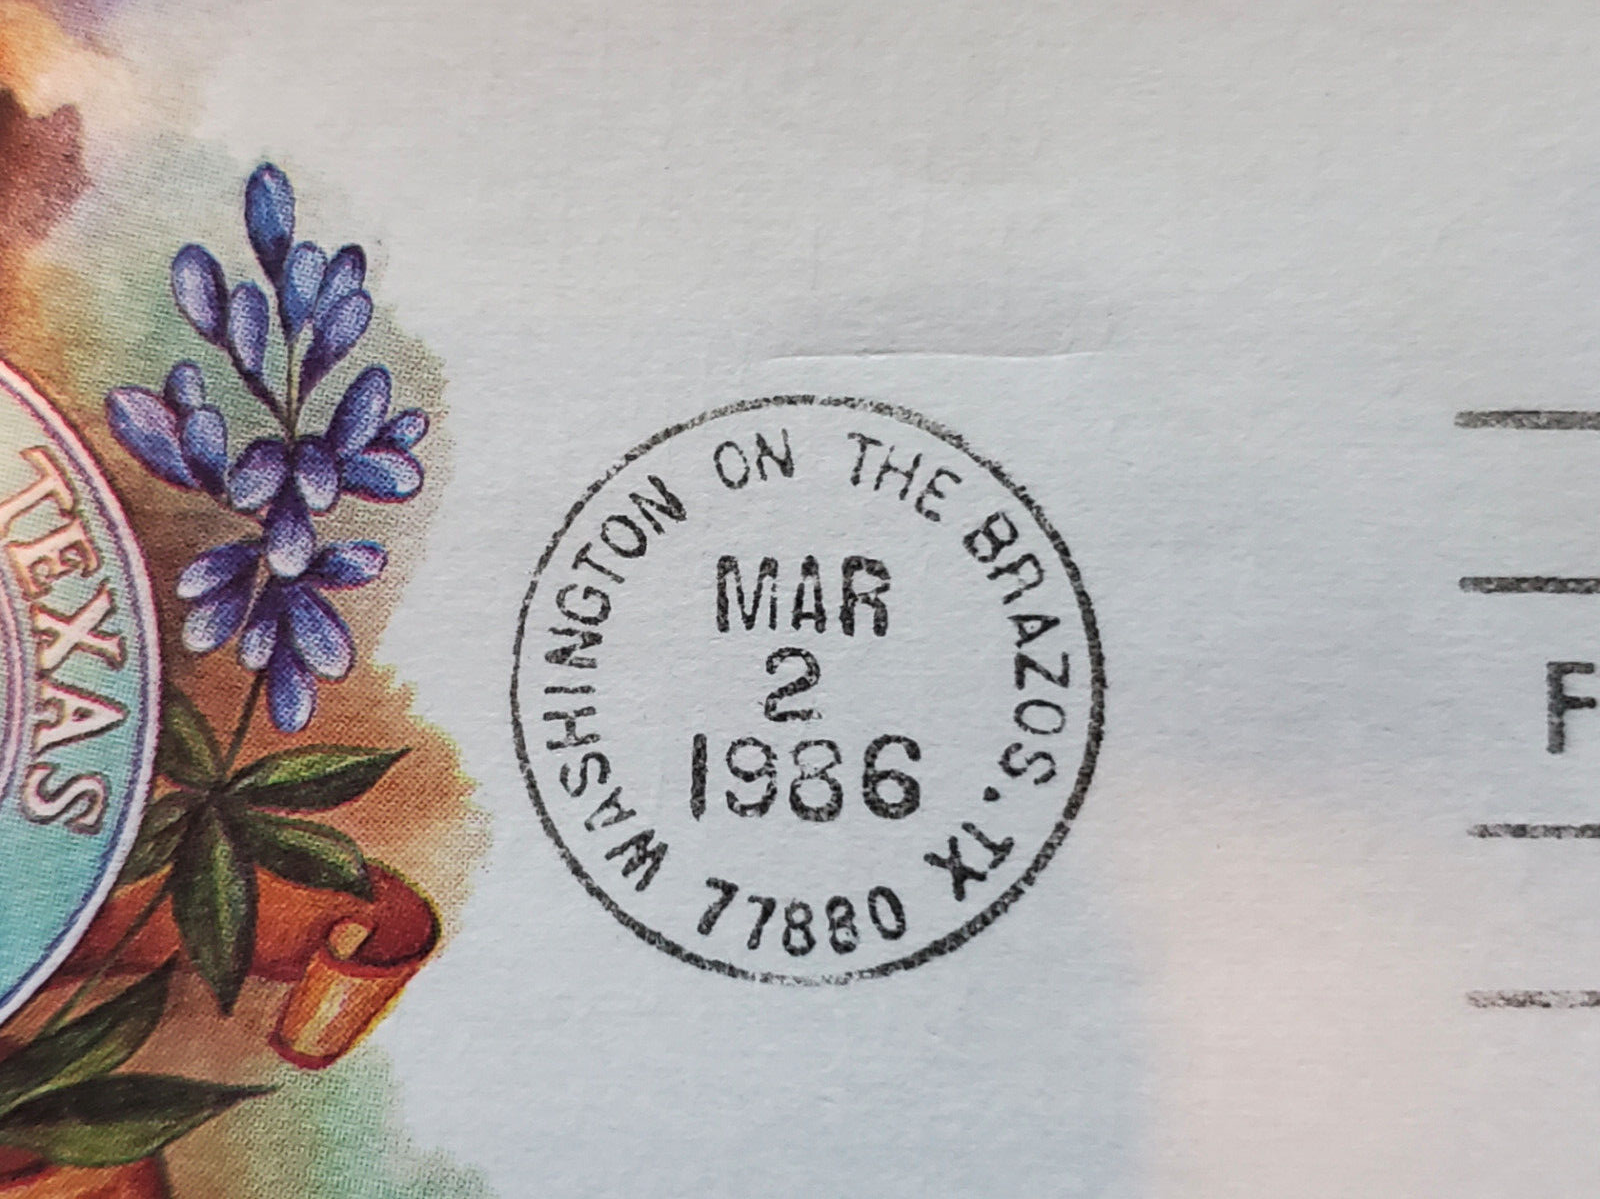 TEXAS
WASHINGTON ON THE BRAZOS, TX
MAR
2
1986
77880
F